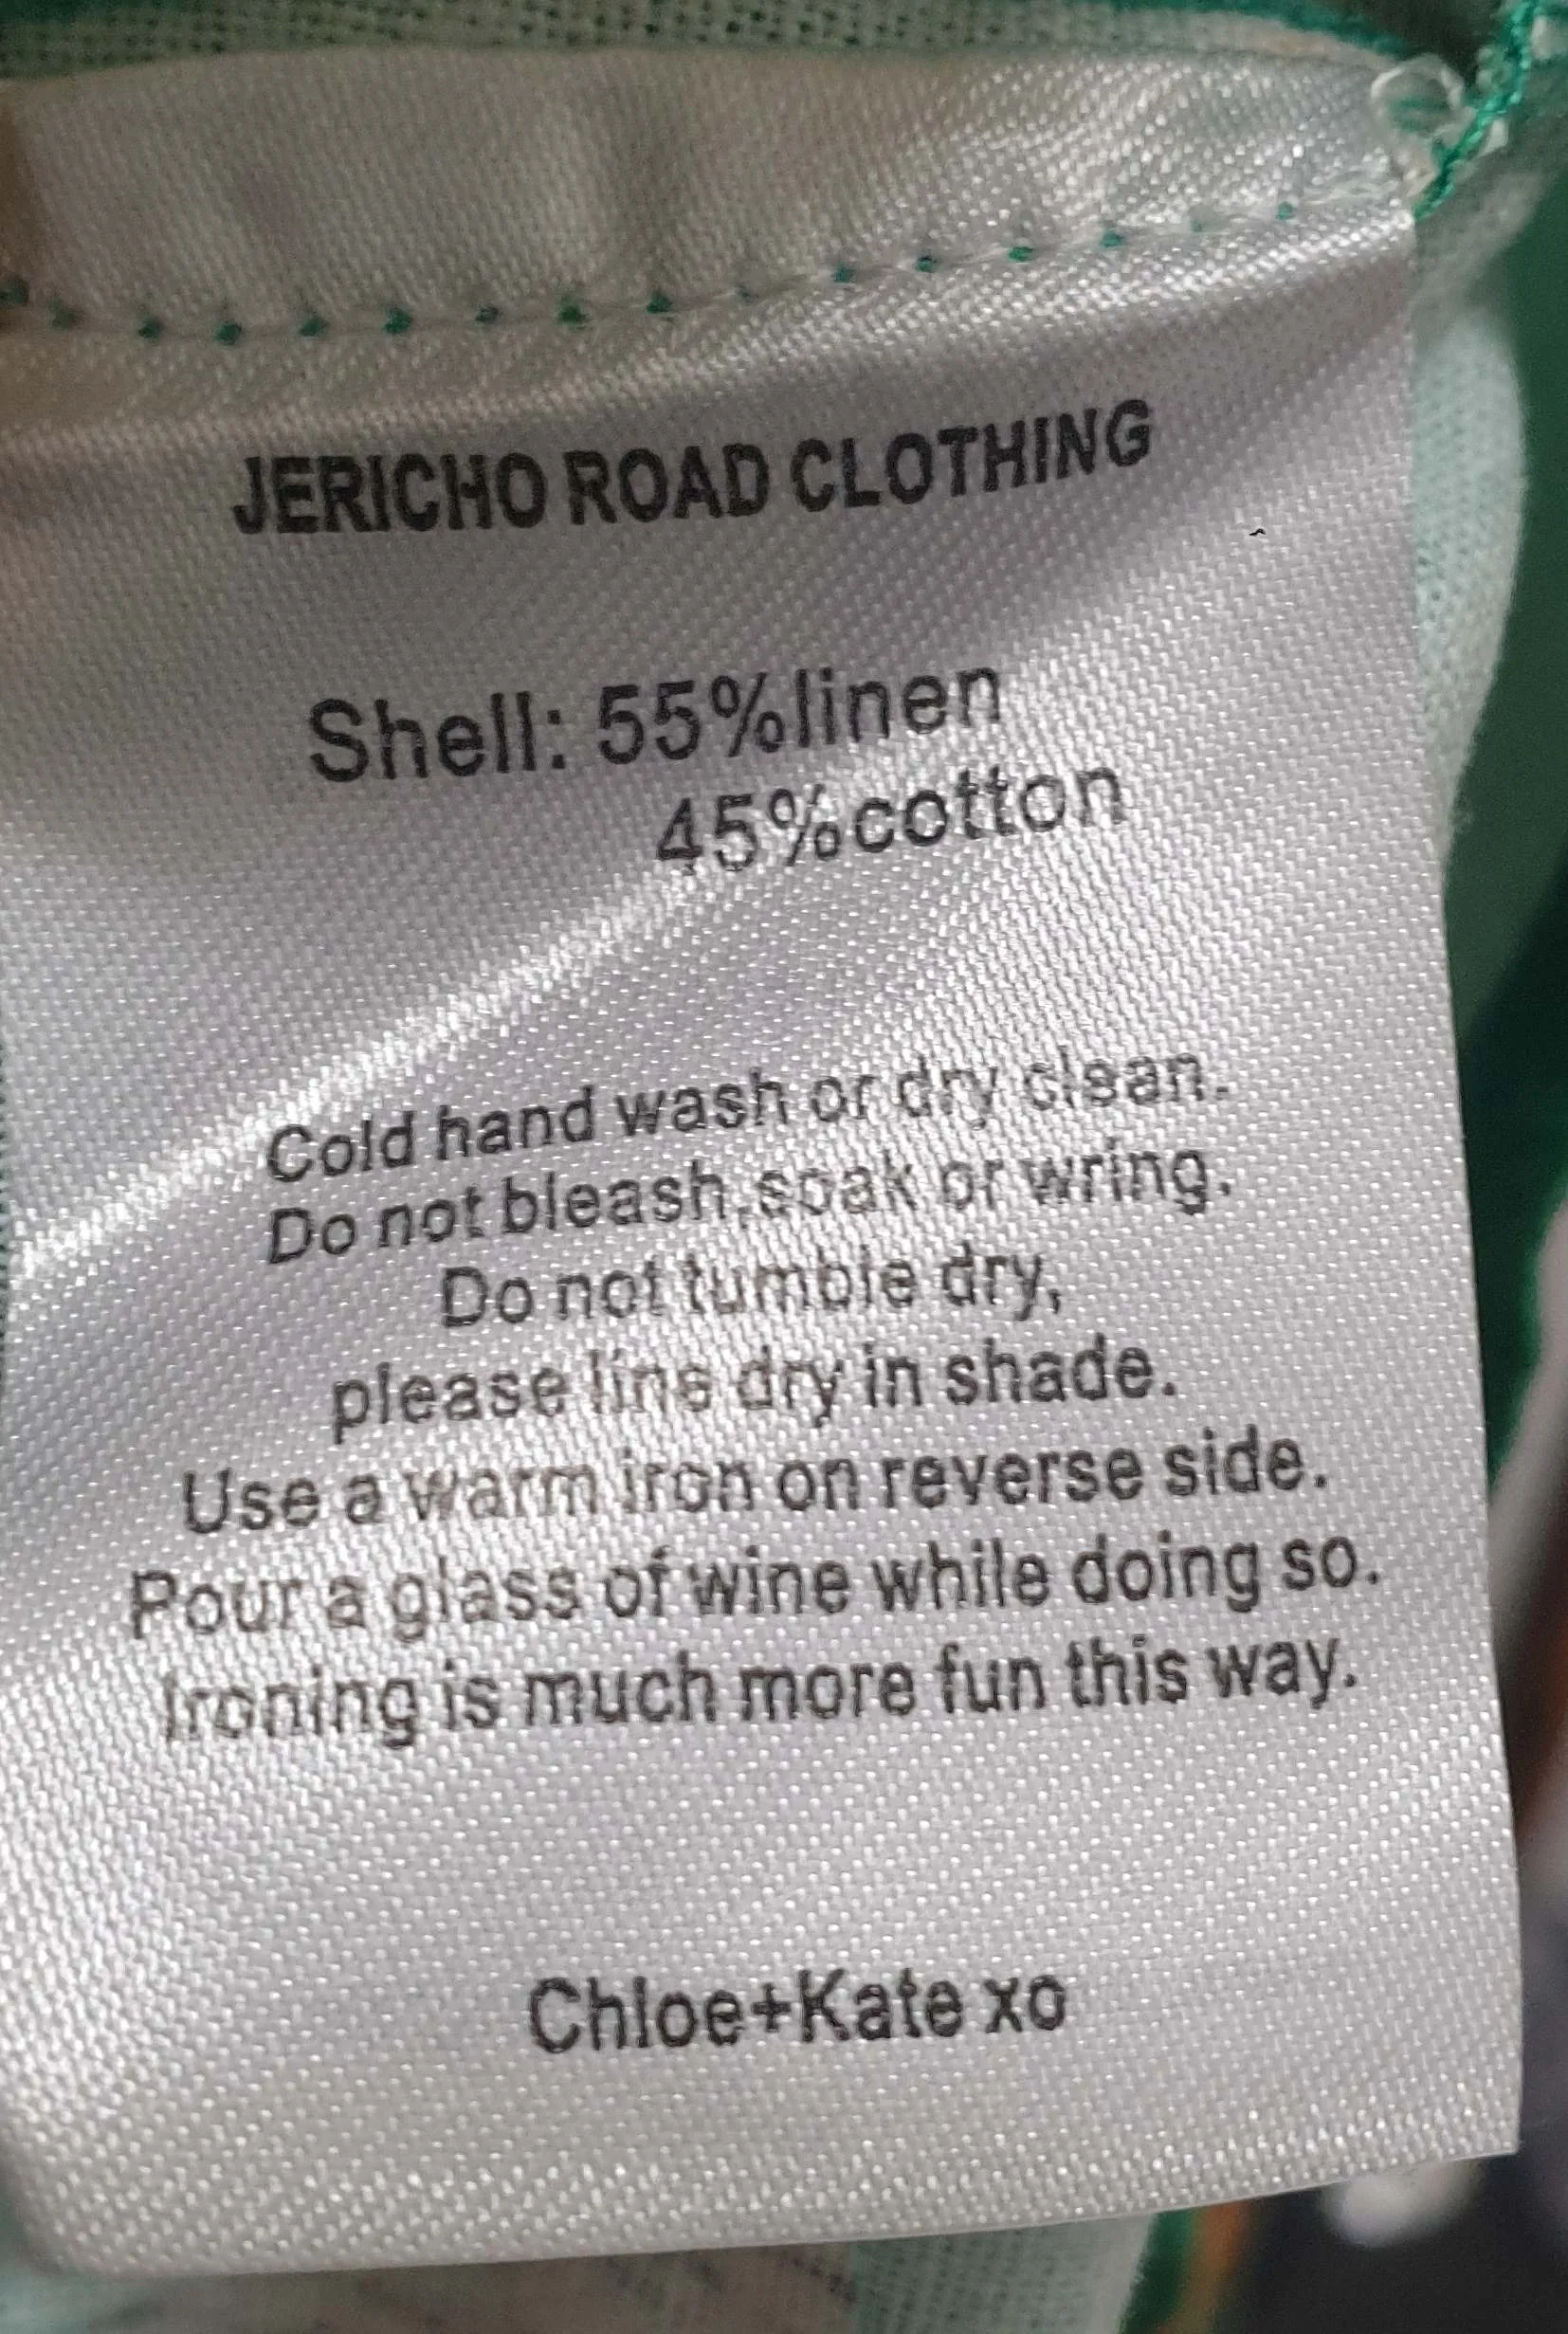 JERICHO ROAD CLOTHING
Shell: 55%linen
45%cotton
Cold hand wash or dry clean.
Do not bleash,soak or wring.
Do not tumble dry,
please line dry in shade.
Use a warm iron on reverse side.
Pour a glass of wine while doing so.
Ironing is much more fun this way.
Chloe+Kate xo